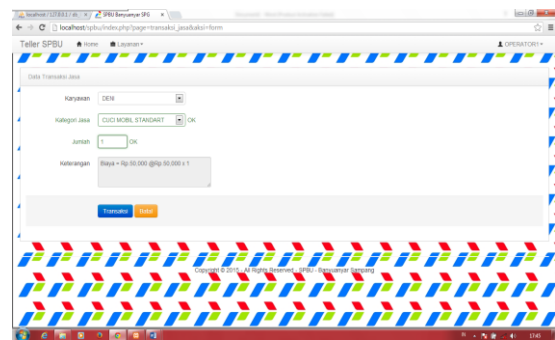 SPBU Banyuanyar SPG
localhost/spbu/index.php?page=transaksi_jasa&aksi=form
Teller SPBU Home Layanan OPERATOR1
Data Transaksi Jasa
Karyawan DENI
Kategori Jasa CUCI MOBIL STANDART OK
Jumlah 1 OK
Keterangan Biaya = Rp.50.000 @Rp.50.000 x 1
Transaksi Batal
Copyright © 2015 - All Rights Reserved - SPBU - Banyuanyar Sampang